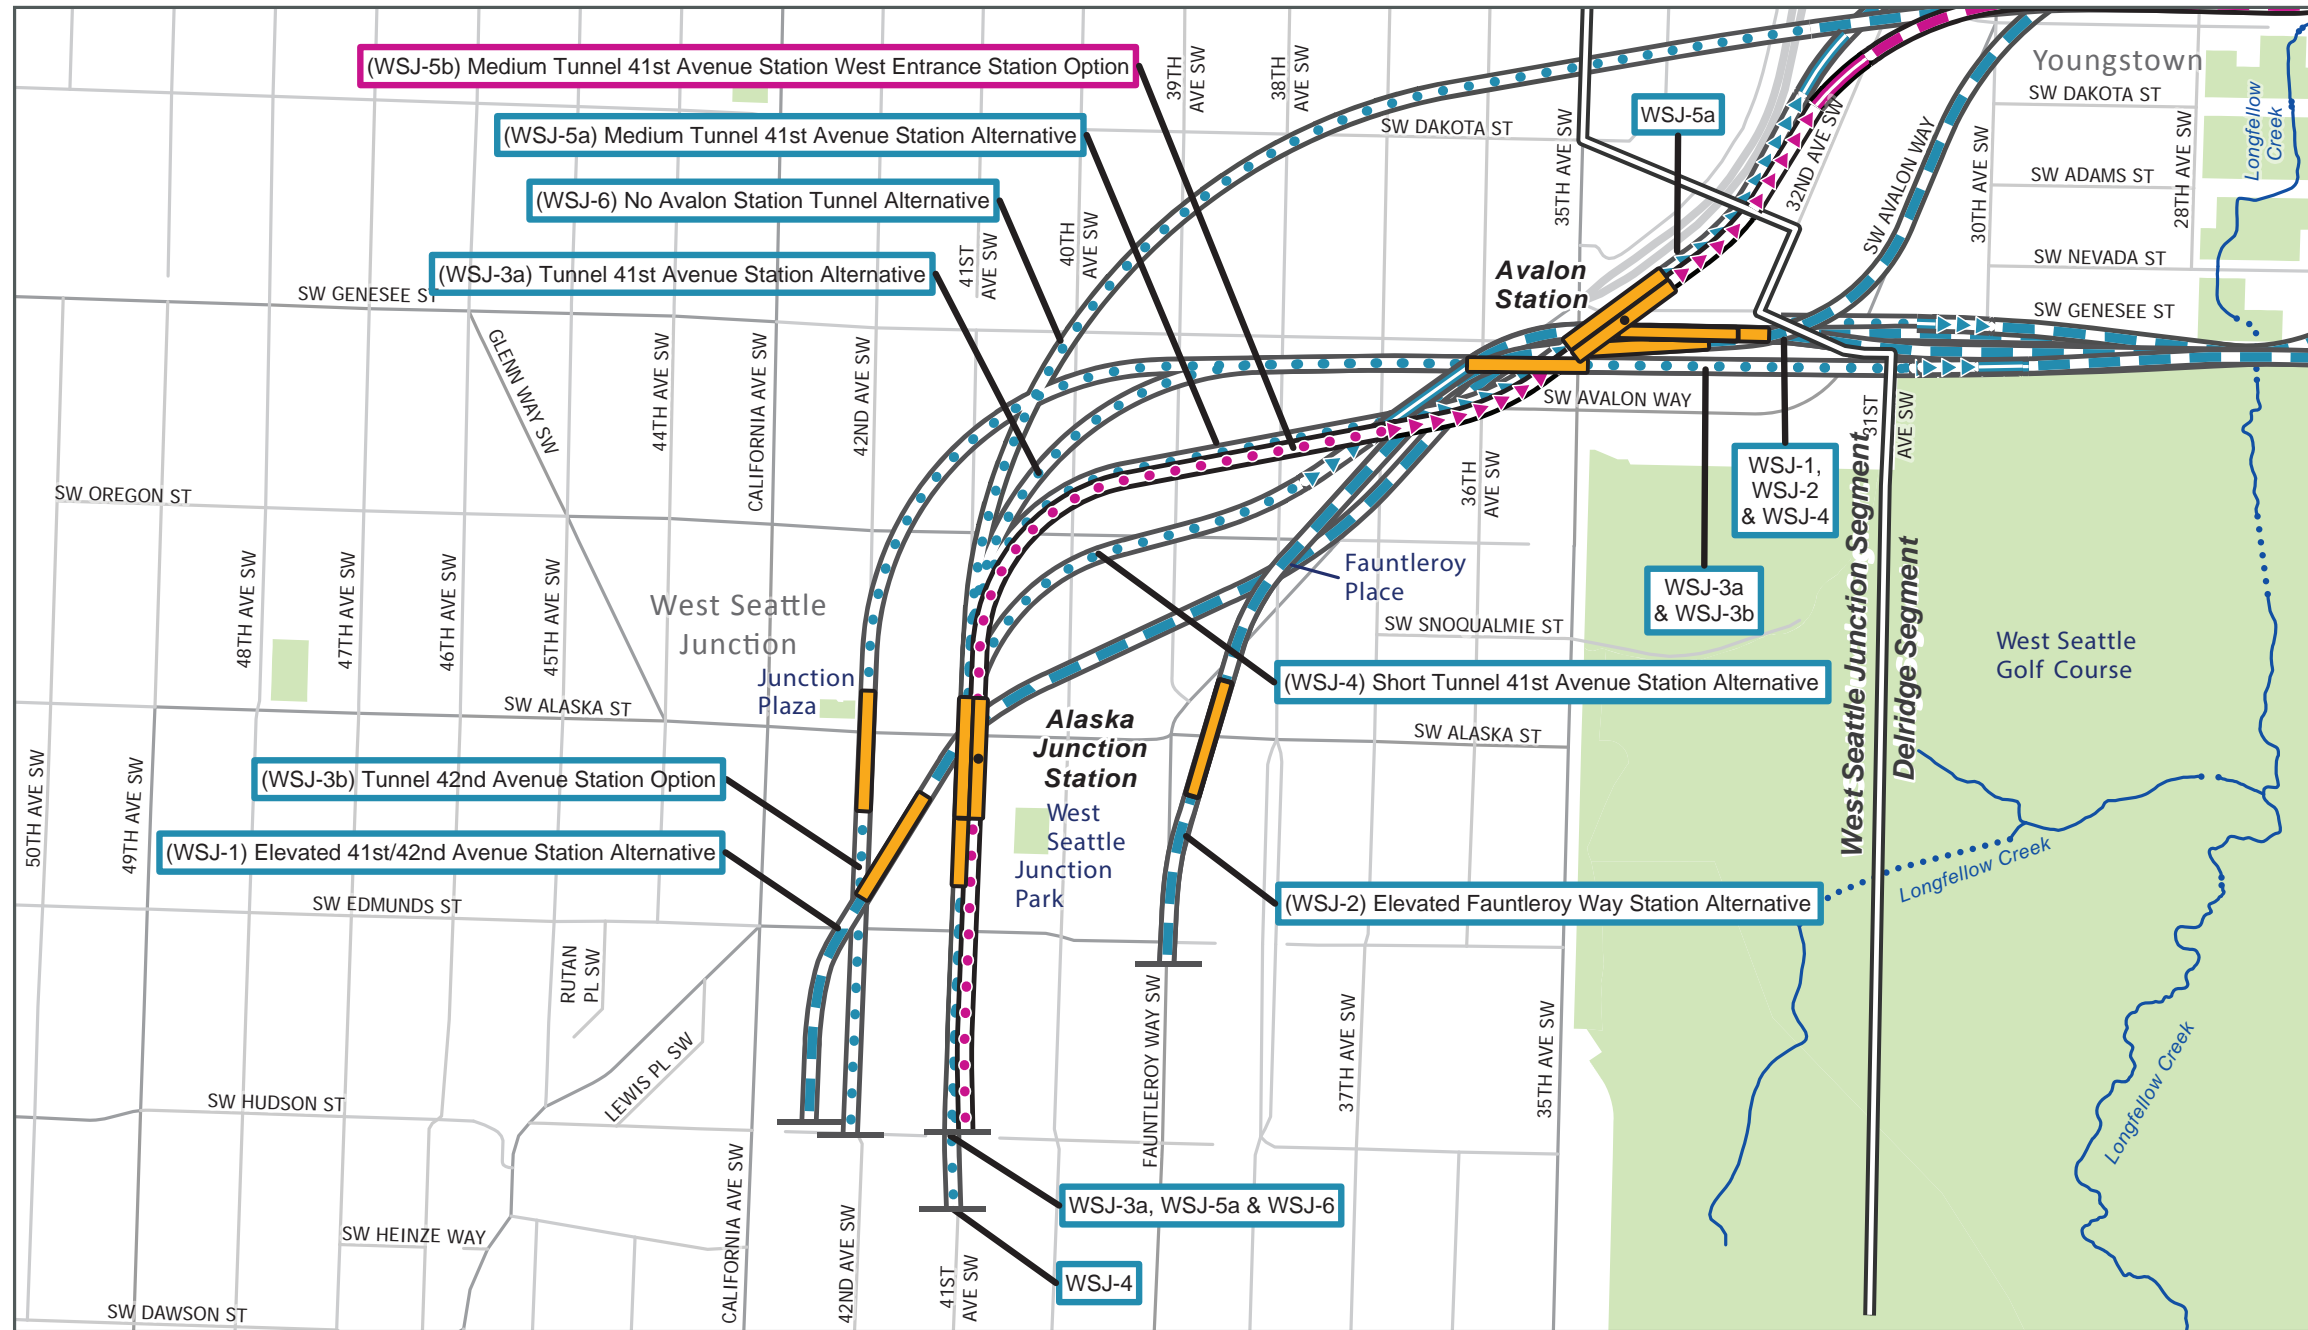 (WSJ-5b) Medium Tunnel 41st Avenue Station West Entrance Station Option
(WSJ-5a) Medium Tunnel 41st Avenue Station Alternative
(WSJ-6) No Avalon Station Tunnel Alternative
(WSJ-3a) Tunnel 41st Avenue Station Alternative
39TH
AVE SW
38TH
AVE SW
WSJ-5a
Youngstown
SW DAKOTA ST
SW DAKOTA ST
35TH AVE SW
32ND AVE SW
SW AVALON WAY
30TH AVE SW
28TH AVE SW
Longfellow
Creek
SW ADAMS ST
SW NEVADA ST
SW GENESEE ST
41ST
AVE SW
40TH
AVE SW
Avalon
Station
SW GENESEE ST
GLENN WAY SW
44TH AVE SW
CALIFORNIA AVE SW
42ND AVE SW
SW AVALON WAY
31ST
AVE SW
36TH
AVE SW
WSJ-1,
WSJ-2
& WSJ-4
SW OREGON ST
48TH AVE SW
47TH AVE SW
46TH AVE SW
45TH AVE SW
West Seattle
Junction
Fauntleroy
Place
WSJ-3a
& WSJ-3b
SW SNOQUALMIE ST
West Seattle Junction Segment
Delridge Segment
West Seattle
Golf Course
Junction
Plaza
SW ALASKA ST
(WSJ-4) Short Tunnel 41st Avenue Station Alternative
Alaska
Junction
Station
SW ALASKA ST
50TH AVE SW
49TH AVE SW
(WSJ-3b) Tunnel 42nd Avenue Station Option
West
Seattle
Junction
Park
(WSJ-1) Elevated 41st/42nd Avenue Station Alternative
Longfellow Creek
(WSJ-2) Elevated Fauntleroy Way Station Alternative
SW EDMUNDS ST
RUTAN
PL SW
LEWIS PL SW
FAUNTLEROY WAY SW
37TH AVE SW
35TH AVE SW
Longfellow Creek
SW HUDSON ST
CALIFORNIA AVE SW
42ND AVE SW
41ST
AVE SW
WSJ-3a, WSJ-5a & WSJ-6
SW HEINZE WAY
WSJ-4
SW DAWSON ST